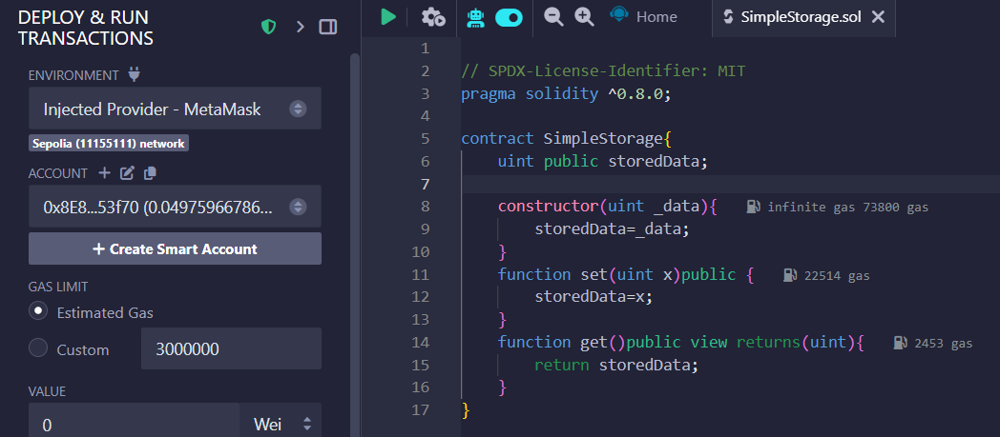 DEPLOY & RUN
TRANSACTIONS
ENVIRONMENT
Injected Provider - MetaMask
Sepolia (11155111) network
ACCOUNT
0x8E8...53f70 (0.04975966786...
+ Create Smart Account
GAS LIMIT
Estimated Gas
Custom
3000000
VALUE
0
Wei
Home
SimpleStorage.sol
1
2 // SPDX-License-Identifier: MIT
3 pragma solidity ^0.8.0;
4
5 contract SimpleStorage{
6 uint public storedData;
7
8 constructor(uint _data){ infinite gas 73800 gas
9 storedData=_data;
10 }
11 function set(uint x)public { 22514 gas
12 storedData=x;
13 }
14 function get()public view returns(uint){ 2453 gas
15 return storedData;
16 }
17 }